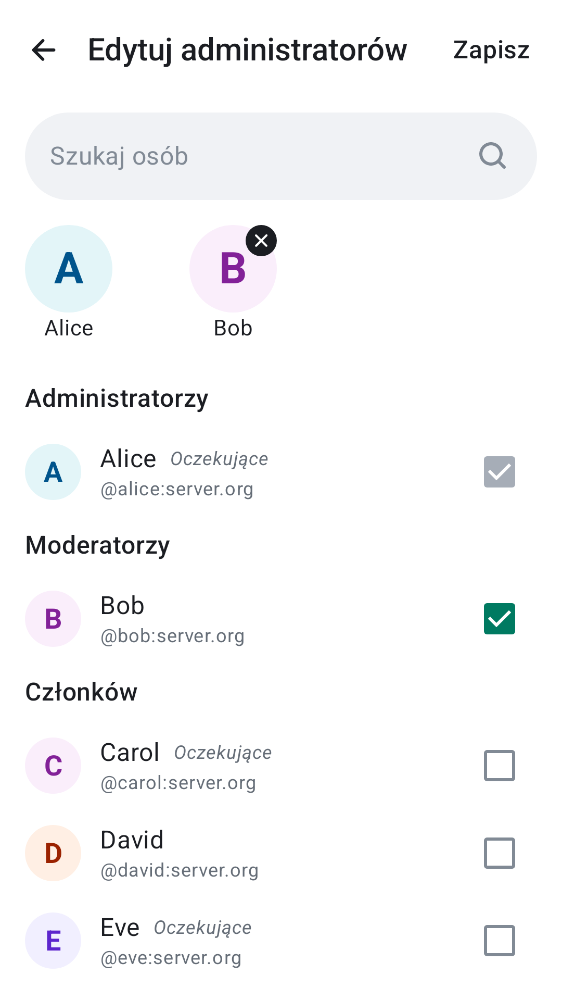 Edytuj administratorów
Zapisz
Szukaj osób
A
B
Alice
Bob
Administratorzy
A
Alice Oczekujące
@alice:server.org
Moderatorzy
B
Bob
@bob:server.org
Członków
C
Carol Oczekujące
@carol:server.org
D
David
@david:server.org
E
Eve Oczekujące
@eve:server.org